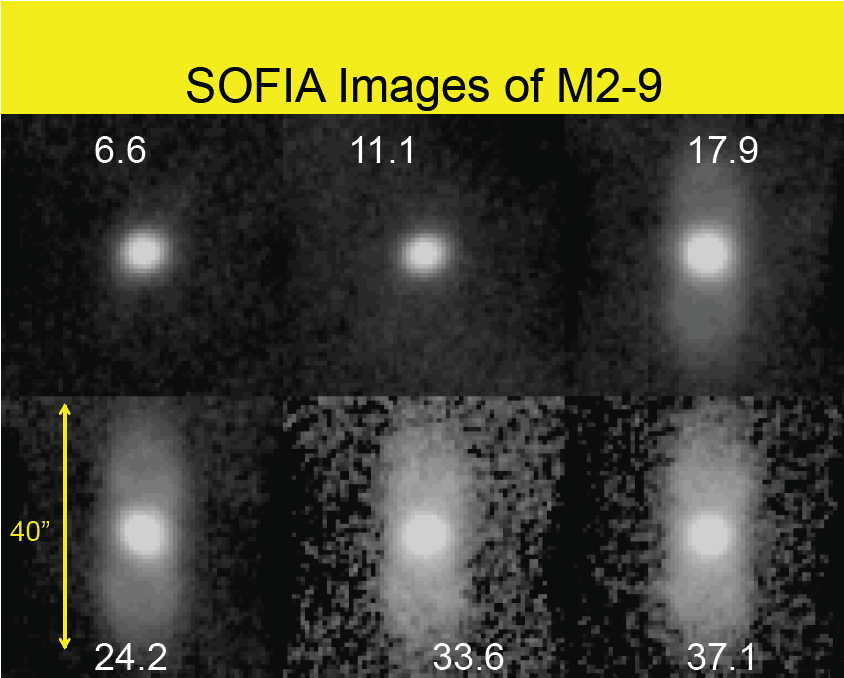 SOFIA Images of M2-9
6.6 11.1 17.9
40”
24.2 33.6 37.1